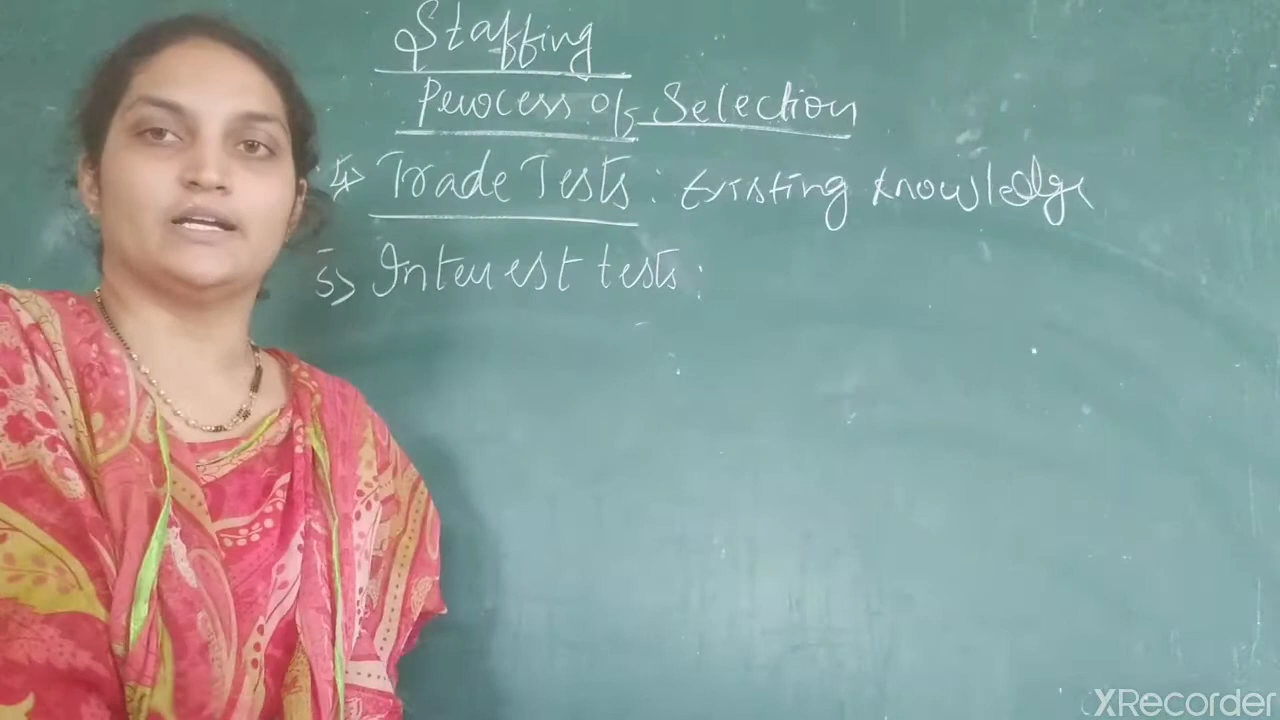 Staffing
Process of Selection
4> Trade Tests : Existing knowledge
5> Interest tests :
XRecorder